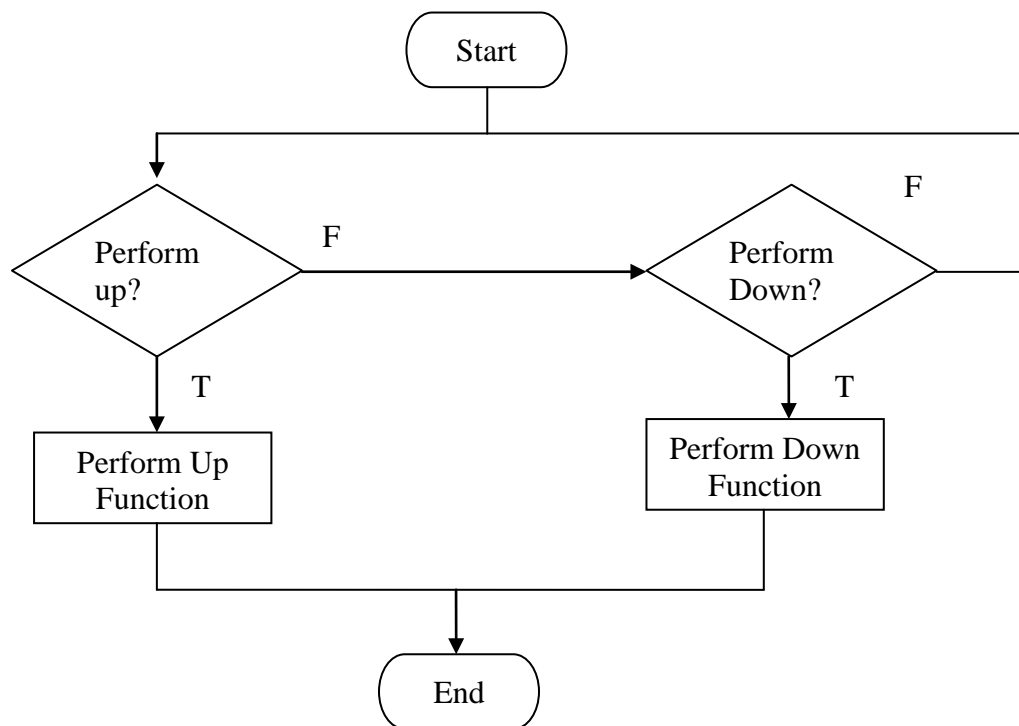 Start
F
Perform
up?
F
Perform
Down?
T
T
Perform Up
Function
Perform Down
Function
End